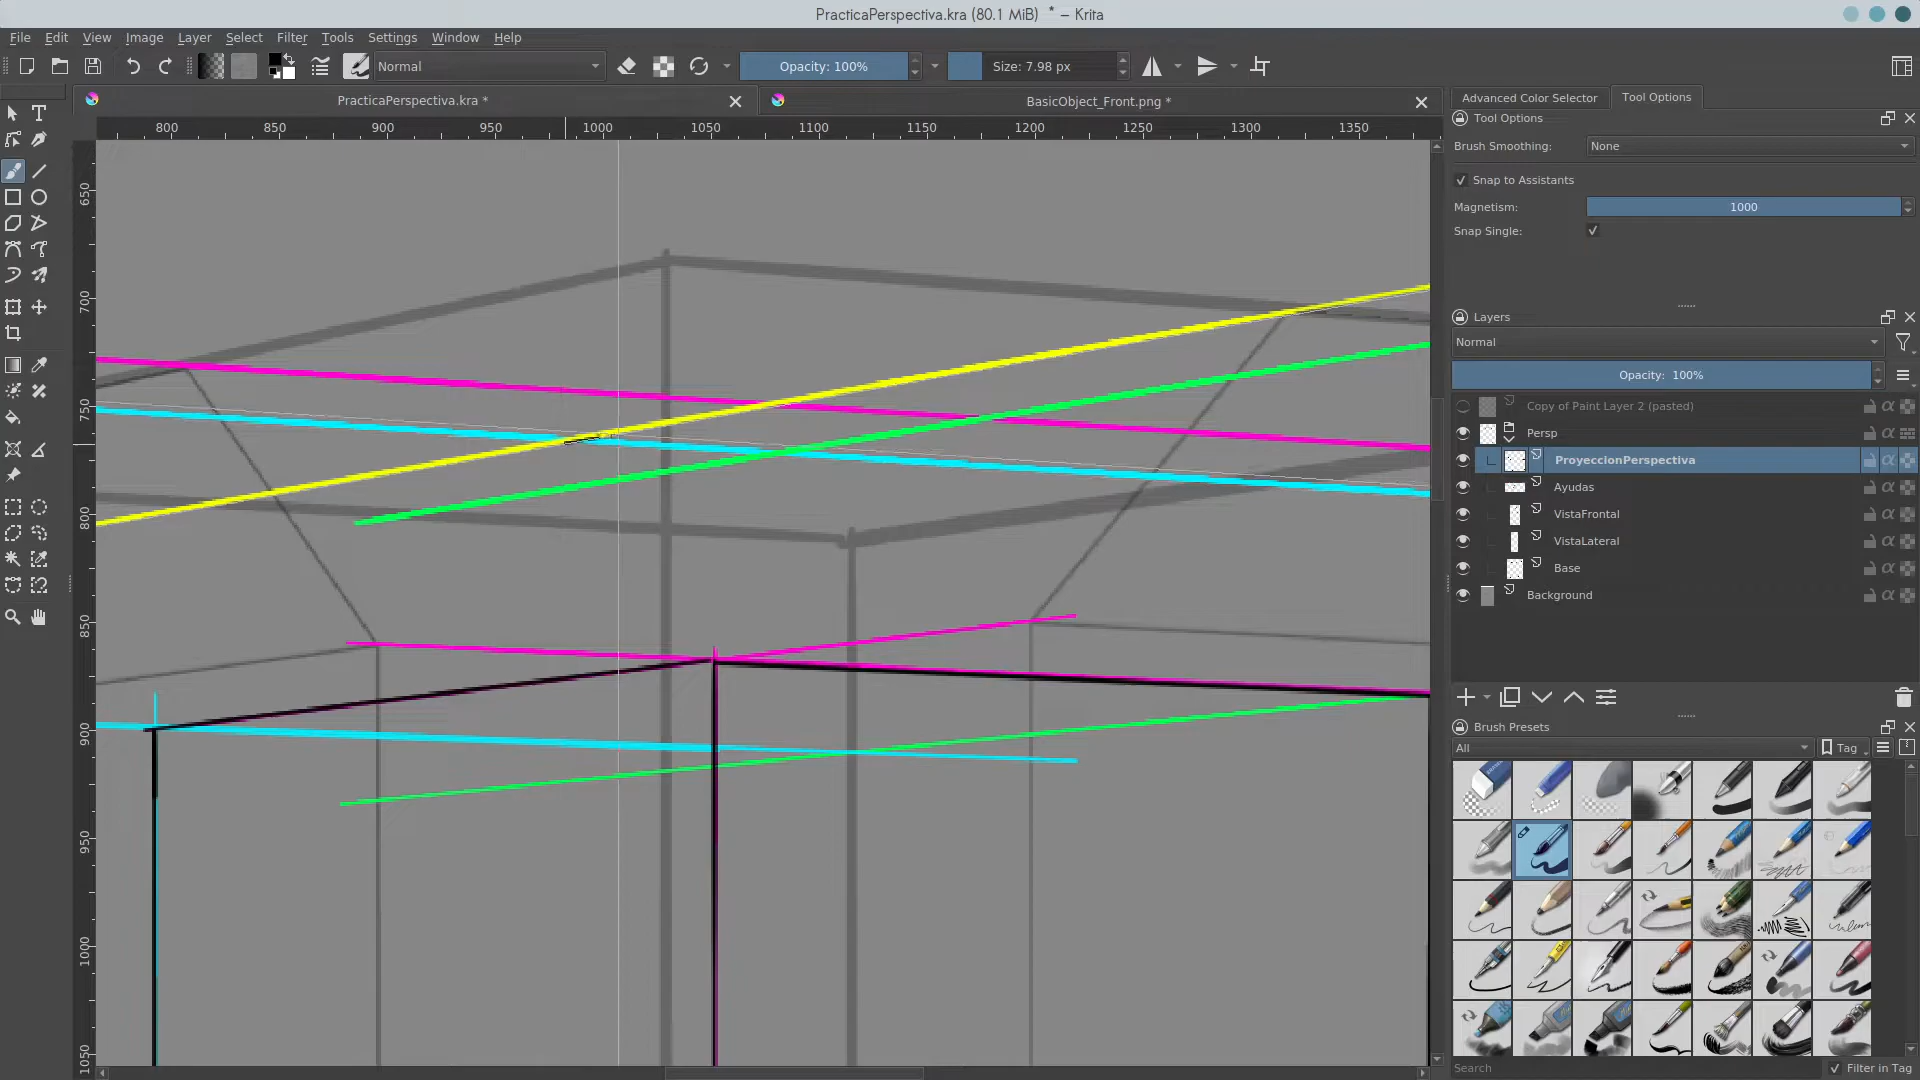 PracticaPerspectiva.kra (80.1 MiB) * – Krita
File Edit View Image Layer Select Filter Tools Settings Window Help
Normal
Opacity: 100%
Size: 7.98 px
PracticaPerspectiva.kra *
BasicObject_Front.png *
Advanced Color Selector
Tool Options
Tool Options
800 850 900 950 1000 1050 1100 1150 1200 1250 1300 1350
650
700
750
800
850
900
950
1000
1050
Brush Smoothing: None
Snap to Assistants
Magnetism: 1000
Snap Single:
Layers
Normal
Opacity: 100%
Copy of Paint Layer 2 (pasted)
Persp
ProyeccionPerspectiva
Ayudas
VistaFrontal
VistaLateral
Base
Background
Brush Presets
All
Tag
Search
Filter in Tag